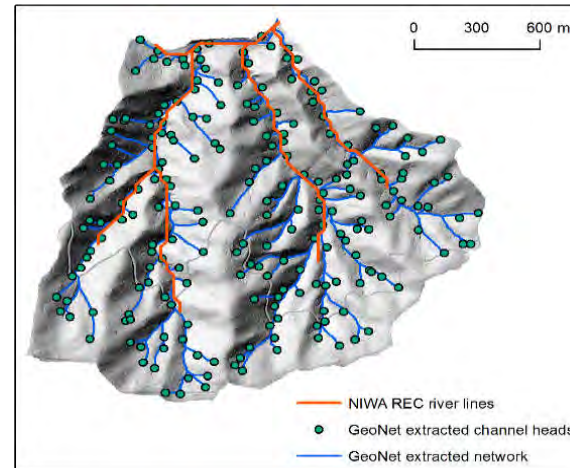 0 300 600 m
NIWA REC river lines
GeoNet extracted channel heads
GeoNet extracted network